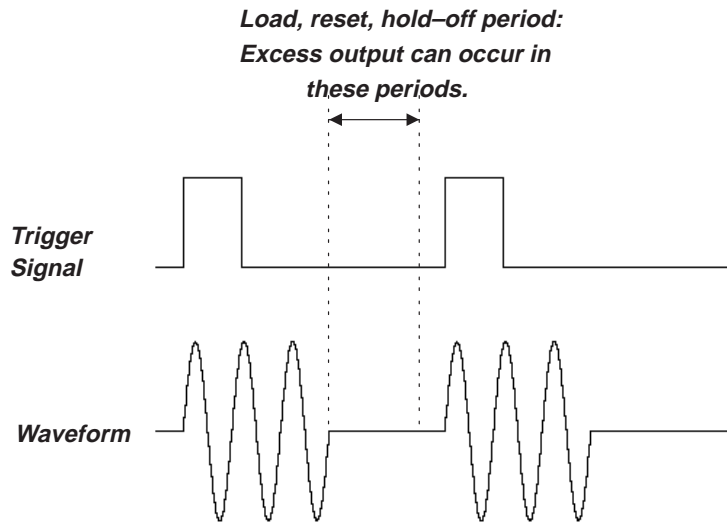 Load, reset, hold–off period:
Excess output can occur in
these periods.
Trigger
Signal
Waveform